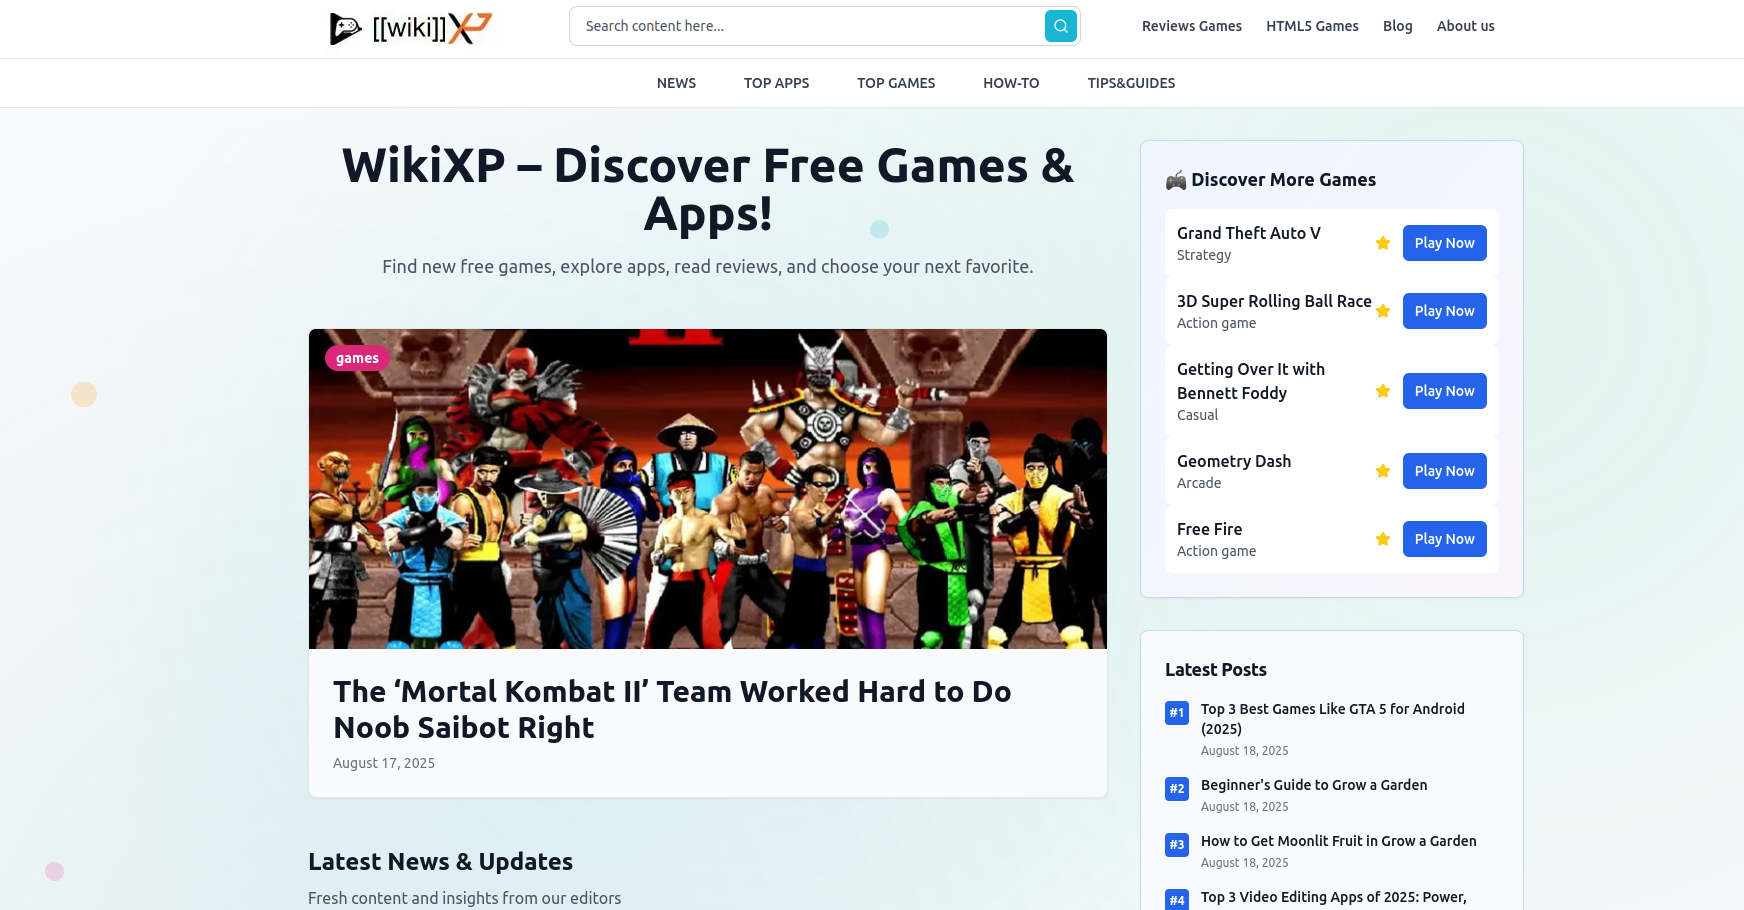 [[wiki]]XP
Search content here...
Reviews Games
HTML5 Games
Blog
About us
NEWS
TOP APPS
TOP GAMES
HOW-TO
TIPS&GUIDES
WikiXP – Discover Free Games &
Apps!
Find new free games, explore apps, read reviews, and choose your next favorite.
games
II
The ‘Mortal Kombat II’ Team Worked Hard to Do
Noob Saibot Right
August 17, 2025
Latest News & Updates
Fresh content and insights from our editors
🎮 Discover More Games
Grand Theft Auto V
Strategy
Play Now
3D Super Rolling Ball Race
Action game
Play Now
Getting Over It with
Bennett Foddy
Casual
Play Now
Geometry Dash
Arcade
Play Now
Free Fire
Action game
Play Now
Latest Posts
#1
Top 3 Best Games Like GTA 5 for Android
(2025)
August 18, 2025
#2
Beginner's Guide to Grow a Garden
August 18, 2025
#3
How to Get Moonlit Fruit in Grow a Garden
August 18, 2025
#4
Top 3 Video Editing Apps of 2025: Power,